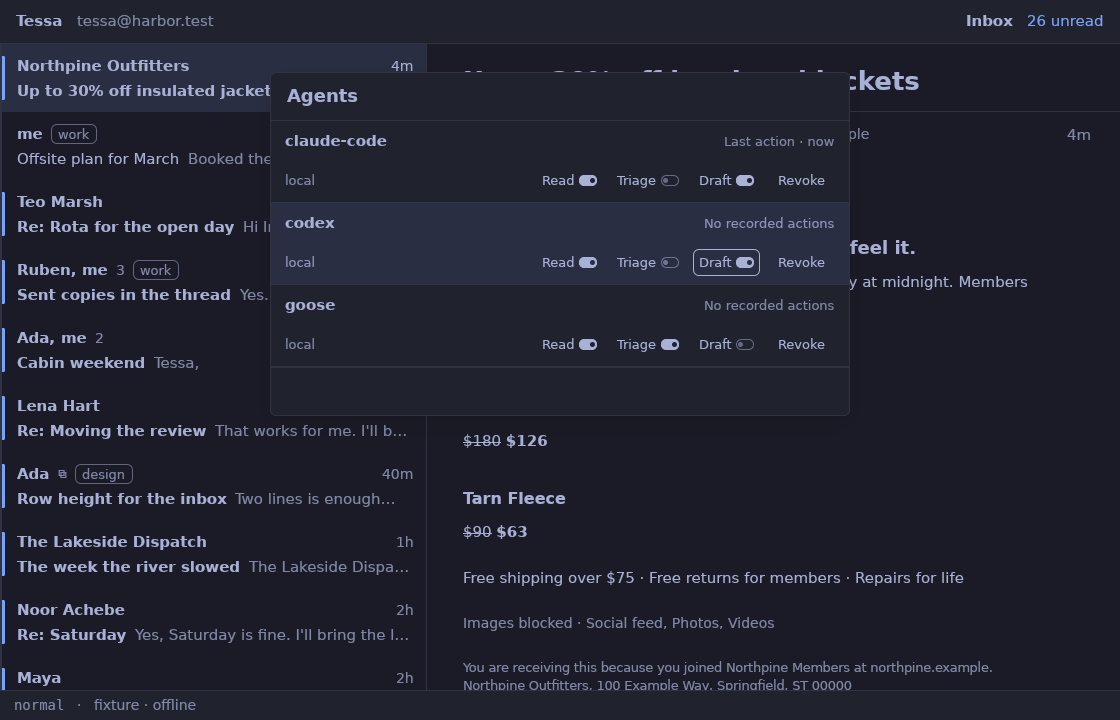 Tessa tessa@harbor.test Inbox 26 unread
Northpine Outfitters 4m
Up to 30% off insulated jacket
me work
Offsite plan for March Booked the
Teo Marsh
Re: Rota for the open day Hi
Ruben, me 3 work
Sent copies in the thread Yes.
Ada, me 2
Cabin weekend Tessa,
Lena Hart
Re: Moving the review That works for me. I'll b…
Ada design 40m
Row height for the inbox Two lines is enough…
The Lakeside Dispatch 1h
The week the river slowed The Lakeside Dispa…
Noor Achebe 2h
Re: Saturday Yes, Saturday is fine. I'll bring the l…
Maya 2h
Agents
claude-code Last action · now
local Read Triage Draft Revoke
codex No recorded actions
local Read Triage Draft Revoke
goose No recorded actions
local Read Triage Draft Revoke
ckets
ple 4m
feel it.
y at midnight. Members
$180 $126
Tarn Fleece
$90 $63
Free shipping over $75 · Free returns for members · Repairs for life
Images blocked · Social feed, Photos, Videos
You are receiving this because you joined Northpine Members at northpine.example.
Northpine Outfitters, 100 Example Way, Springfield, ST 00000
normal · fixture · offline